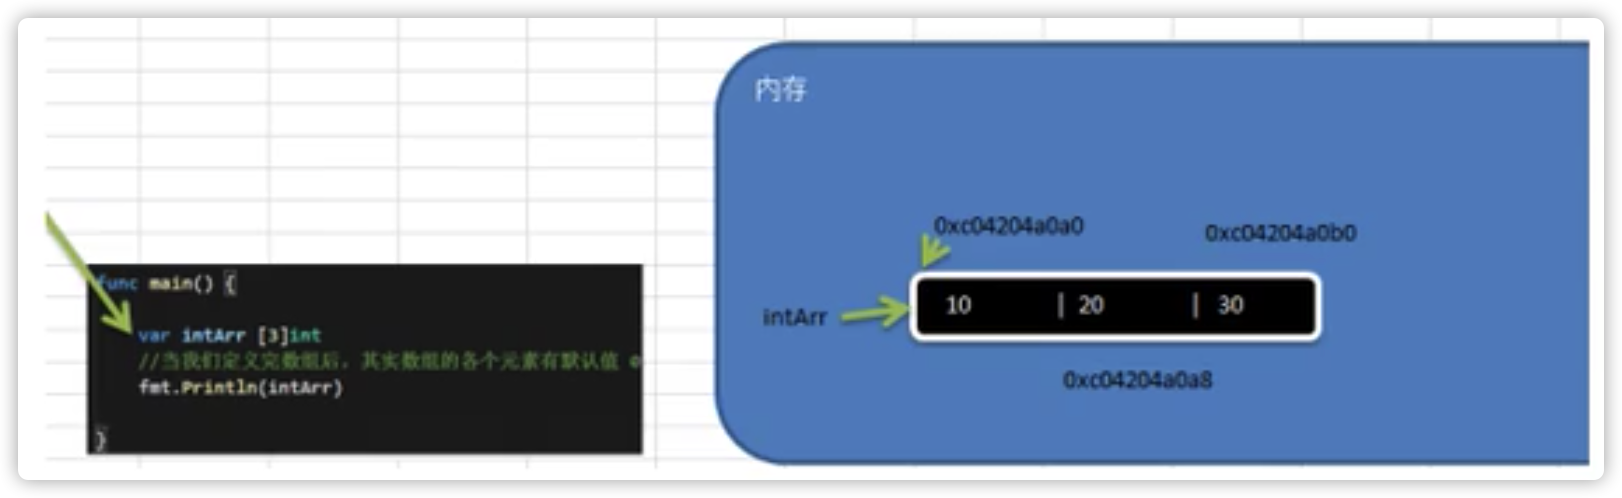 func main() {
var intArr [3]int
//当我们定义完数组后，其实数组的各个元素有默认值 0
fmt.Println(intArr)
}
内存
0xc04204a0a0
0xc04204a0b0
intArr
10 | 20 | 30
0xc04204a0a8